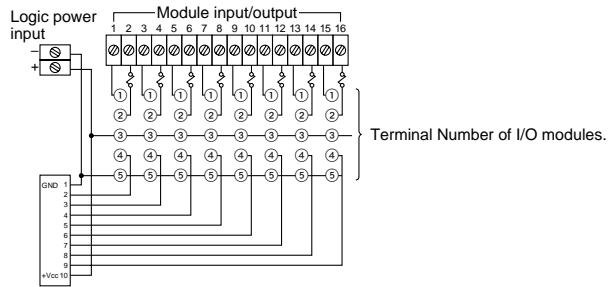 Logic power
input
Module input/output
1 2 3 4 5 6 7 8 9 10 11 12 13 14 15 16
−
+
1 1 1 1 1 1 1 1
2 2 2 2 2 2 2 2
3 3 3 3 3 3 3 3
Terminal Number of I/O modules.
4 4 4 4 4 4 4 4
5 5 5 5 5 5 5 5
GND 1
2
3
4
5
6
7
8
9
+Vcc 10